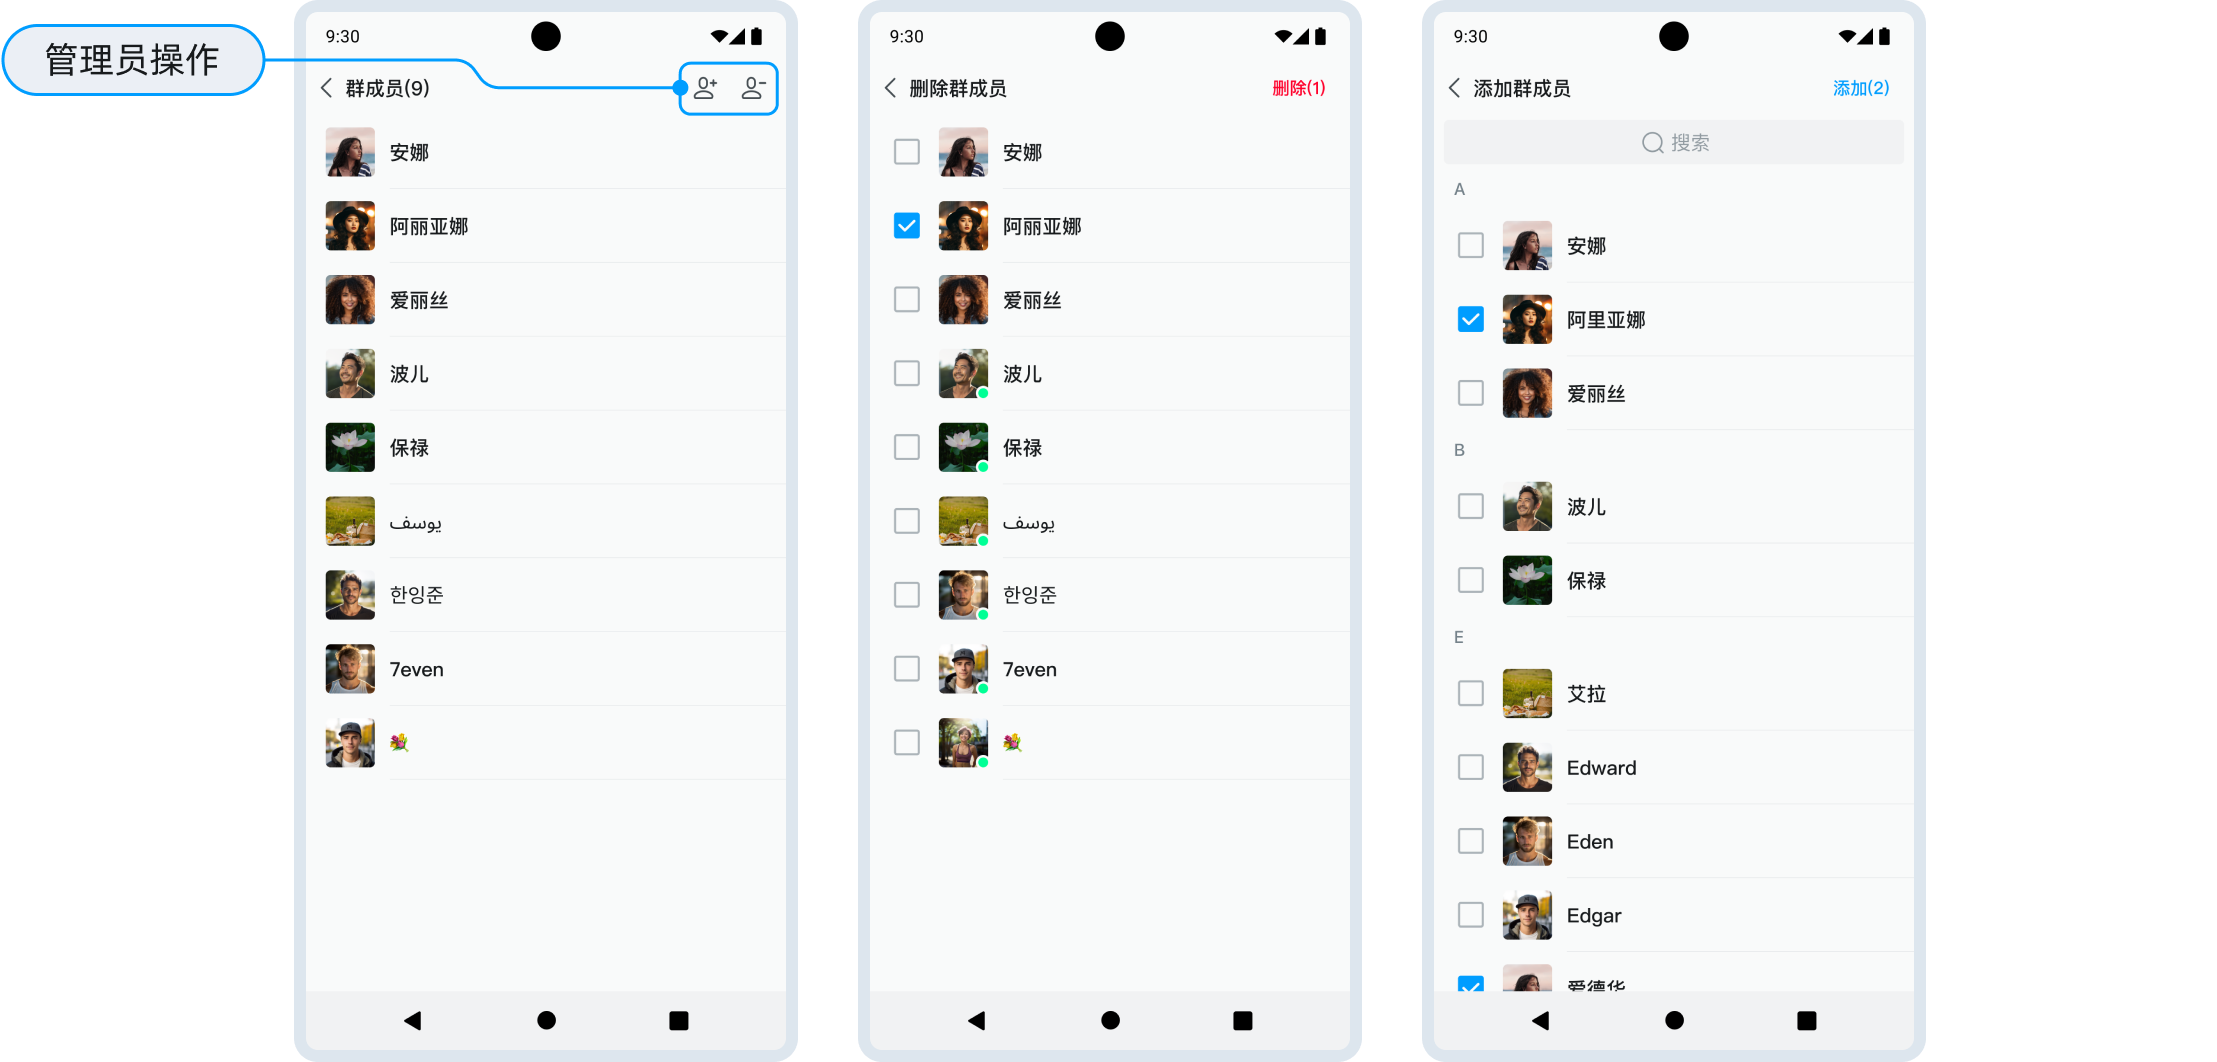 管理员操作
9:30
群成员(9)
安娜
阿丽亚娜
爱丽丝
波儿
保禄
يوسف
한잉준
7even
💐
9:30
删除群成员
删除(1)
安娜
阿丽亚娜
爱丽丝
波儿
保禄
يوسف
한잉준
7even
💐
9:30
添加群成员
添加(2)
搜索
A
安娜
阿里亚娜
爱丽丝
B
波儿
保禄
E
艾拉
Edward
Eden
Edgar
爱德华